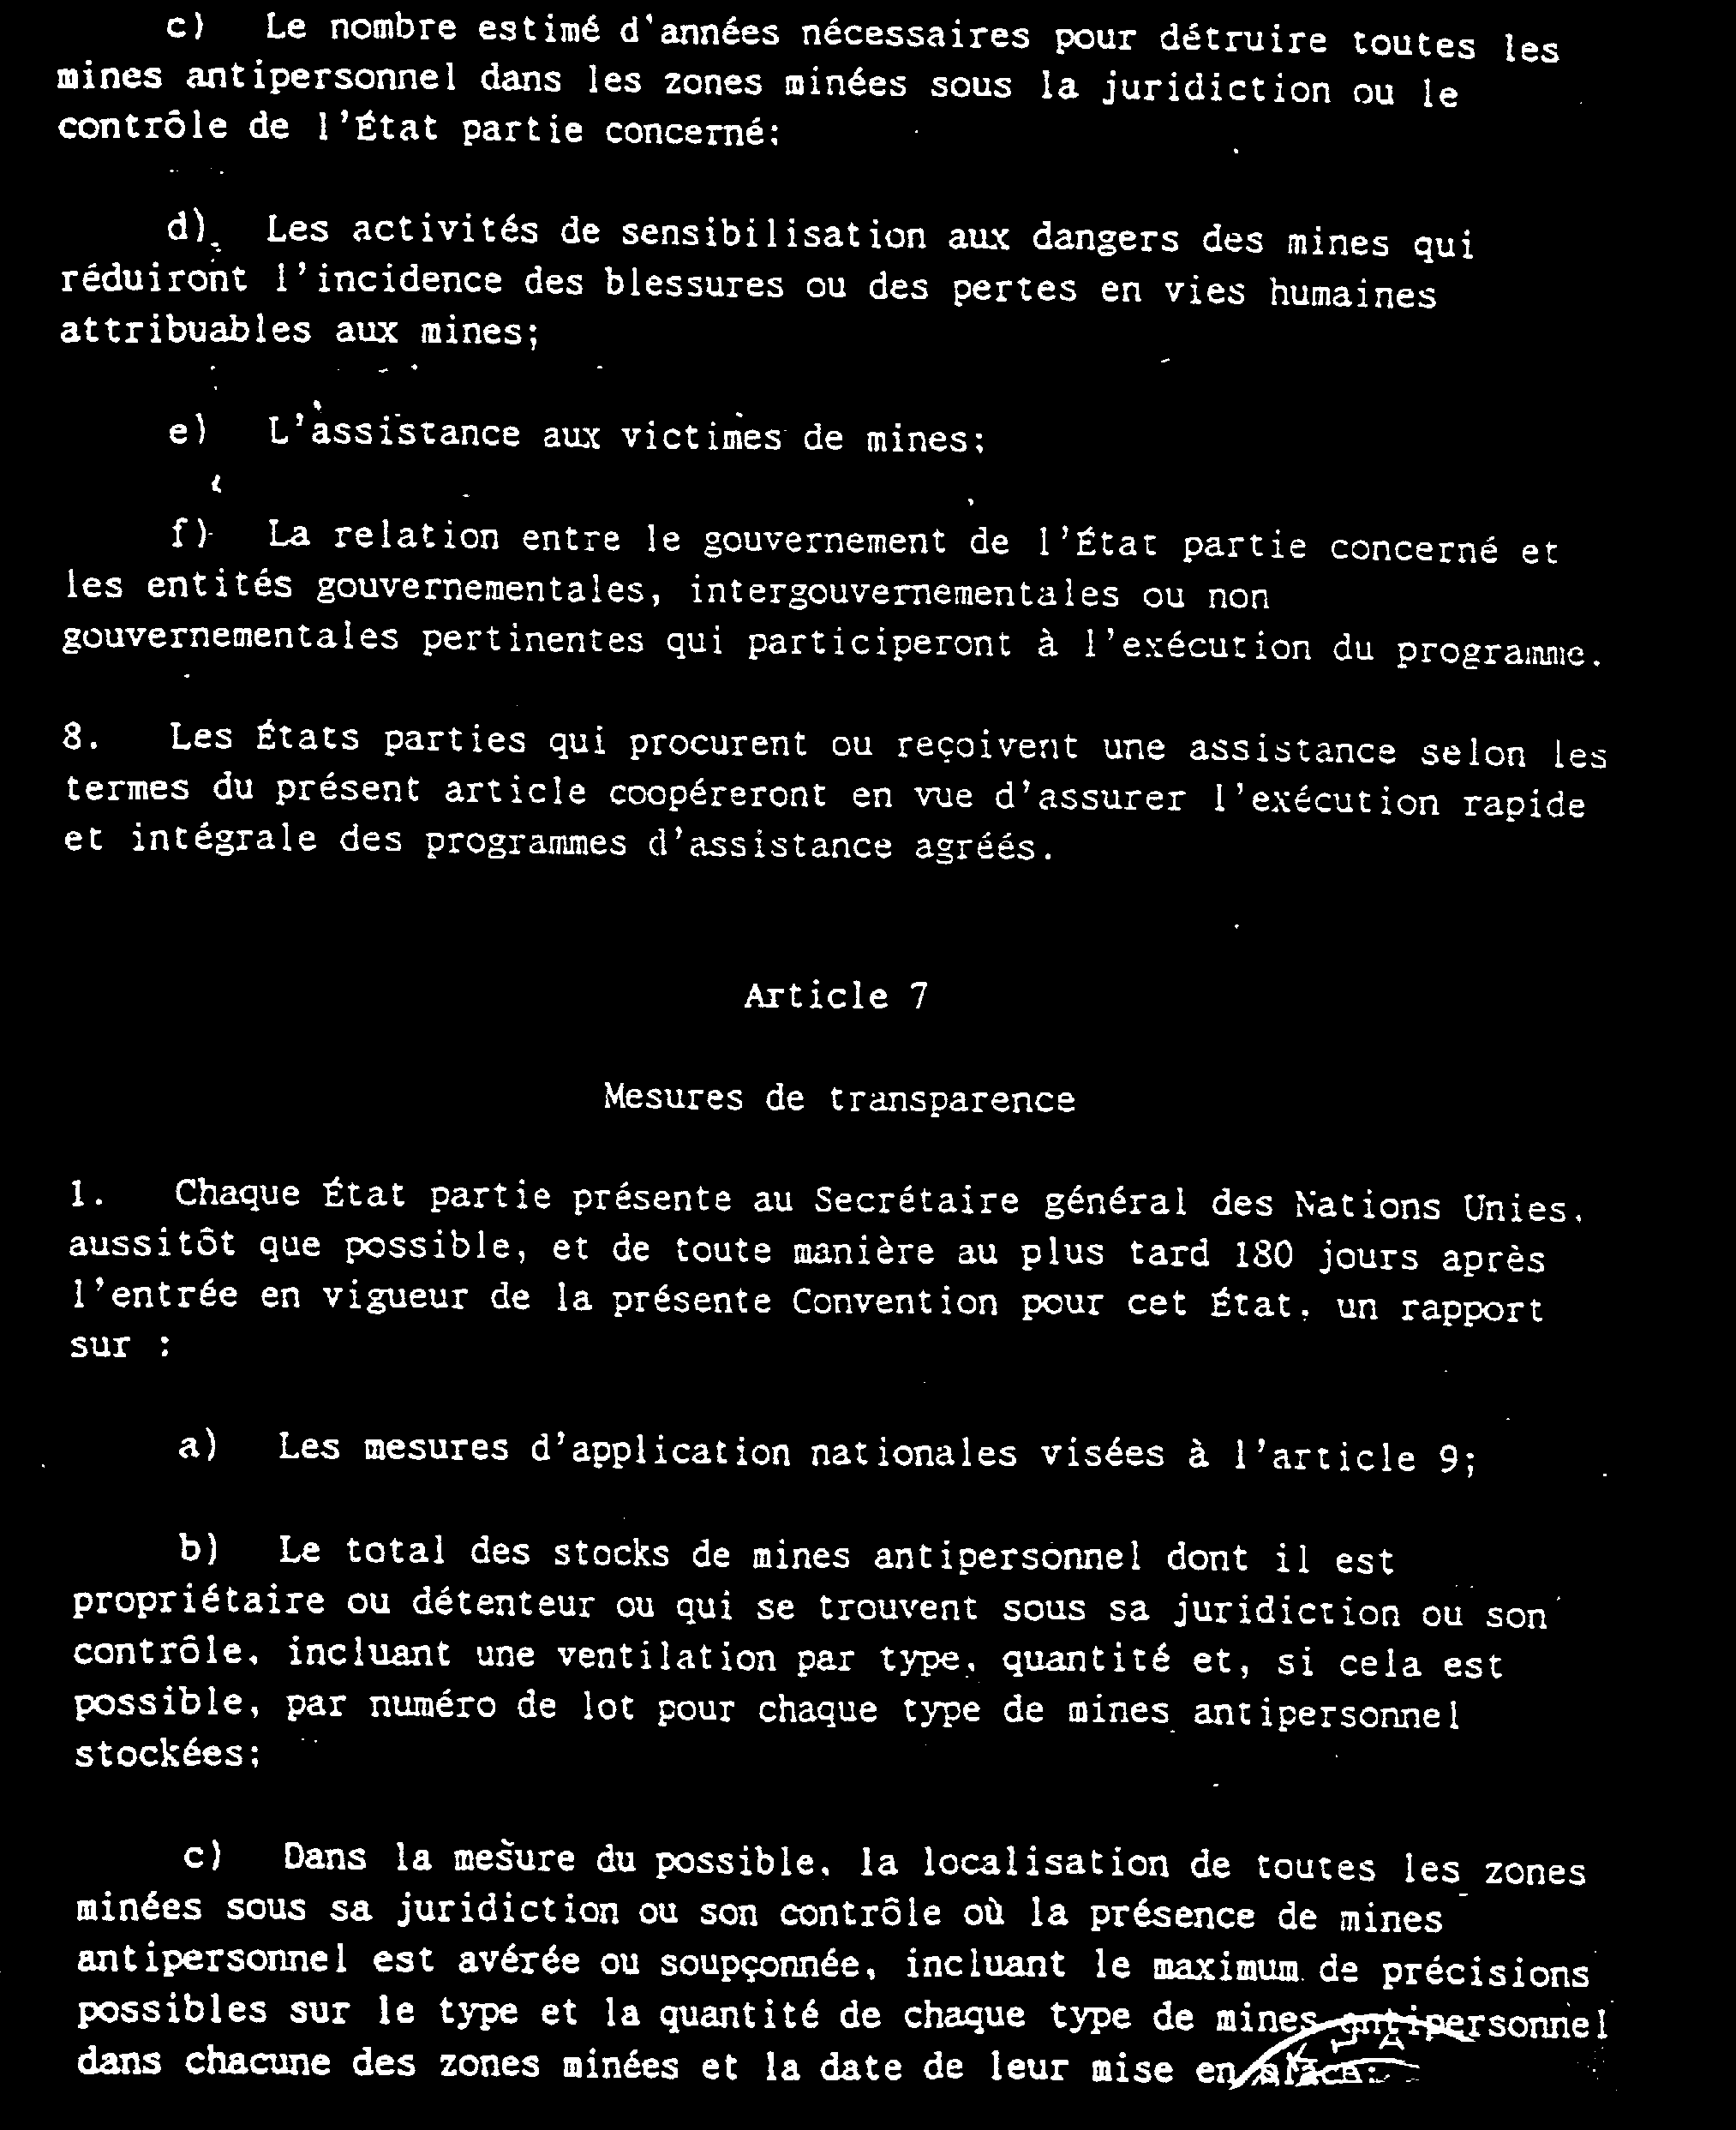 c) Le nombre estimé d'années nécessaires pour détruire toutes les
mines antipersonnel dans les zones minées sous la juridiction ou le
contrôle de l'État partie concerné;
d) Les activités de sensibilisation aux dangers des mines qui
réduiront l'incidence des blessures ou des pertes en vies humaines
attribuables aux mines;
e) L'assistance aux victimes de mines;
f) La relation entre le gouvernement de l'État partie concerné et
les entités gouvernementales, intergouvernementales ou non
gouvernementales pertinentes qui participeront à l'exécution du programme.
8. Les États parties qui procurent ou reçoivent une assistance selon les
termes du présent article coopéreront en vue d'assurer l'exécution rapide
et intégrale des programmes d'assistance agréés.
Article 7
Mesures de transparence
1. Chaque État partie présente au Secrétaire général des Nations Unies,
aussitôt que possible, et de toute manière au plus tard 180 jours après
l'entrée en vigueur de la présente Convention pour cet État, un rapport
sur :
a) Les mesures d'application nationales visées à l'article 9;
b) Le total des stocks de mines antipersonnel dont il est
propriétaire ou détenteur ou qui se trouvent sous sa juridiction ou son
contrôle, incluant une ventilation par type, quantité et, si cela est
possible, par numéro de lot pour chaque type de mines antipersonnel
stockées;
c) Dans la mesure du possible, la localisation de toutes les zones
minées sous sa juridiction ou son contrôle où la présence de mines
antipersonnel est avérée ou soupçonnée, incluant le maximum de précisions
possibles sur le type et la quantité de chaque type de mines antipersonnel
dans chacune des zones minées et la date de leur mise en place;